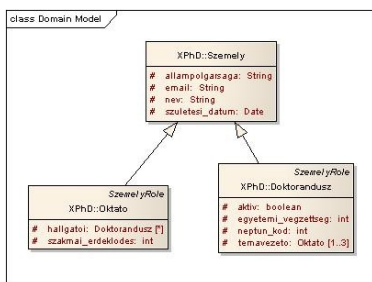 class Domain Model
XPhD::Szemely
# allampolgarsaga: String
# email: String
# nev: String
# szuletesi_datum: Date
SzemelyRole
XPhD::Oktato
# hallgatoi: Doktorandusz [*]
# szakmai_erdeklodes: int
SzemelyRole
XPhD::Doktorandusz
# aktiv: boolean
# egyetemi_vegzettseg: int
# neptun_kod: int
# temavezeto: Oktato [1..3]